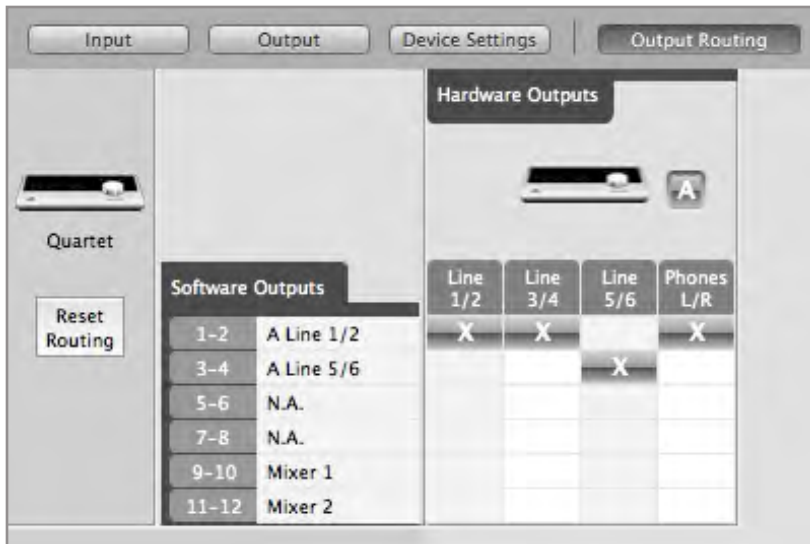 Input Output Device Settings Output Routing
Hardware Outputs
A
Quartet
Reset
Routing
Software Outputs
Line 1/2 Line 3/4 Line 5/6 Phones L/R
1-2 A Line 1/2 X X X
3-4 A Line 5/6 X
5-6 N.A.
7-8 N.A.
9-10 Mixer 1
11-12 Mixer 2